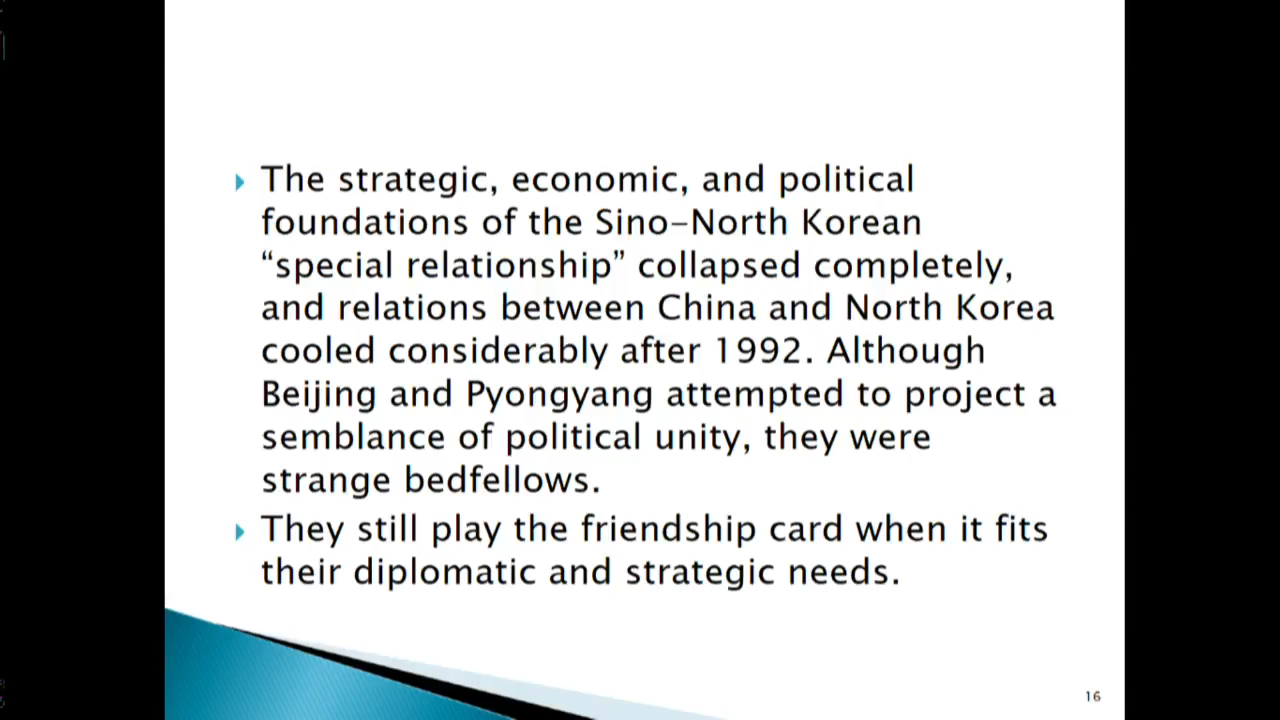 The strategic, economic, and political
foundations of the Sino-North Korean
“special relationship” collapsed completely,
and relations between China and North Korea
cooled considerably after 1992. Although
Beijing and Pyongyang attempted to project a
semblance of political unity, they were
strange bedfellows.
They still play the friendship card when it fits
their diplomatic and strategic needs.
16